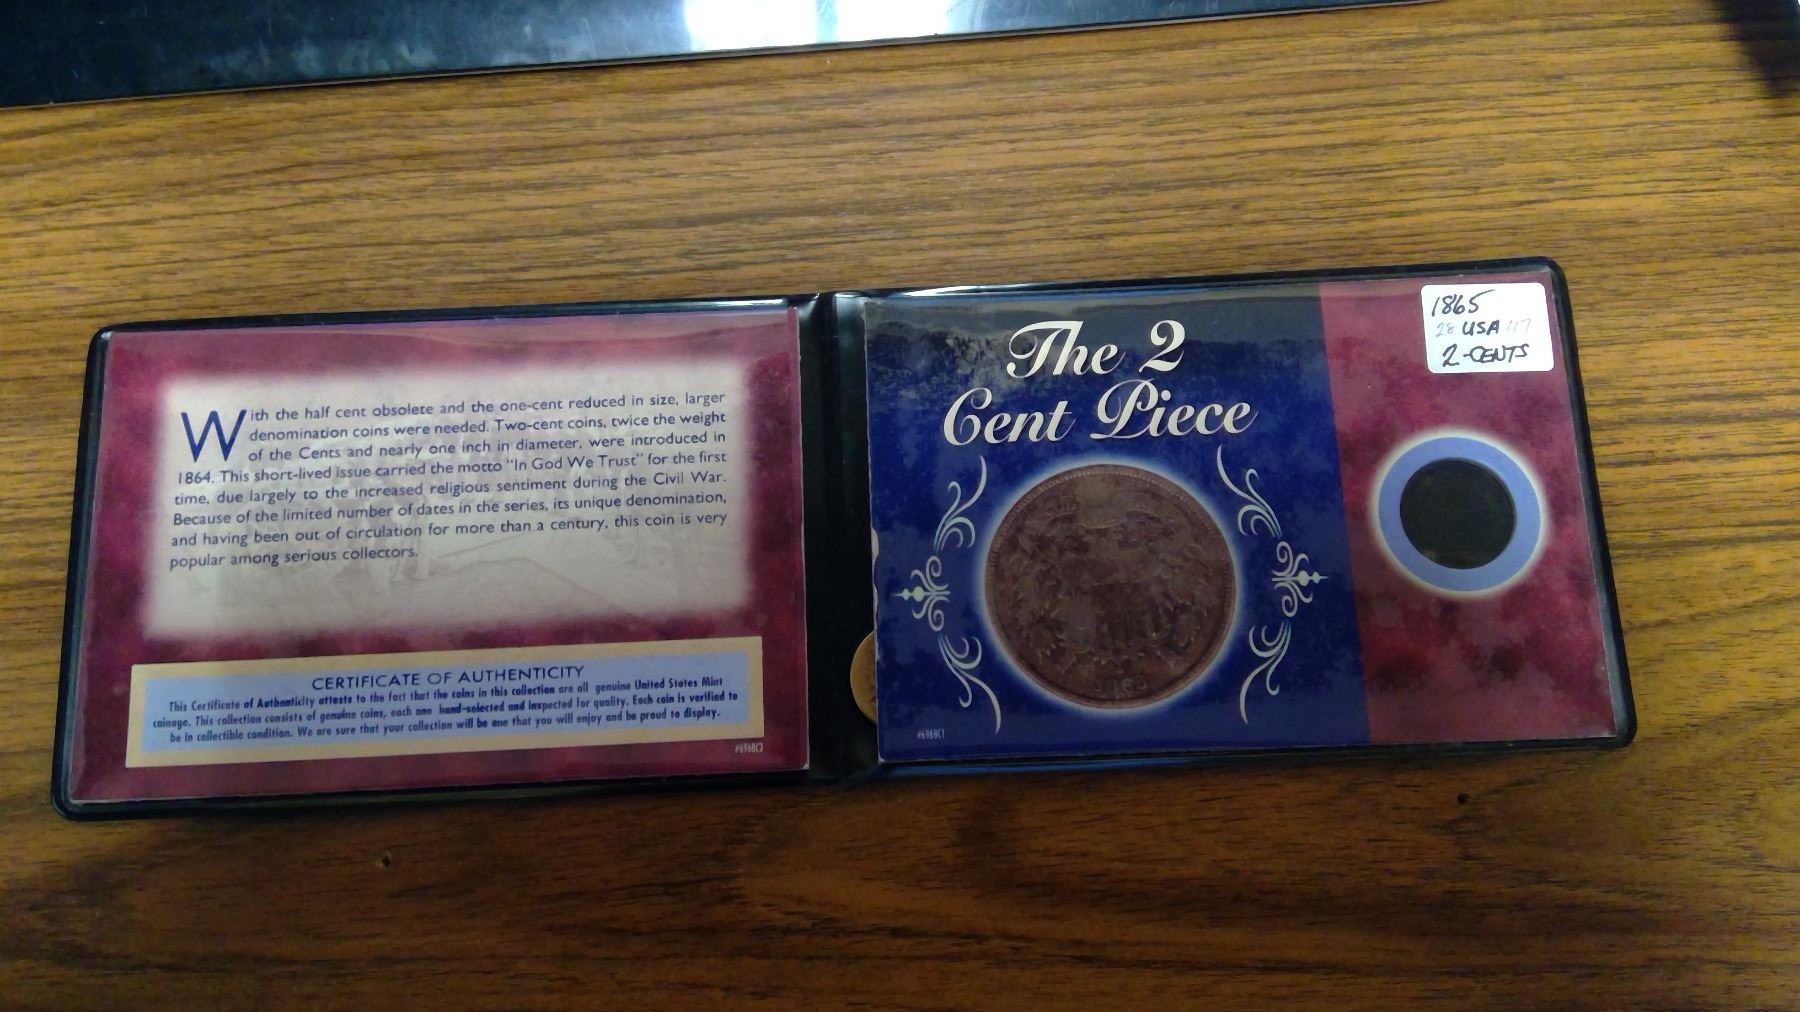 With the half cent obsolete and the one-cent reduced in size, larger
denomination coins were needed. Two-cent coins, twice the weight
of the Cents and nearly one inch in diameter, were introduced in
1864. This short-lived issue carried the motto "In God We Trust" for the first
time, due largely to the increased religious sentiment during the Civil War.
Because of the limited number of dates in the series, its unique denomination,
and having been out of circulation for more than a century, this coin is very
popular among serious collectors.
CERTIFICATE OF AUTHENTICITY
This Certificate of Authenticity attests to the fact that the coins in this collection are all genuine United States Mint
coinage. This collection consists of genuine coins, each one hand-selected and inspected for quality. Each coin is verified to
be in collectible condition. We are sure that your collection will be one that you will enjoy and be proud to display.
#6968C2
The 2
Cent Piece
#6968C1
1865
28 USA 117
2-CENTS